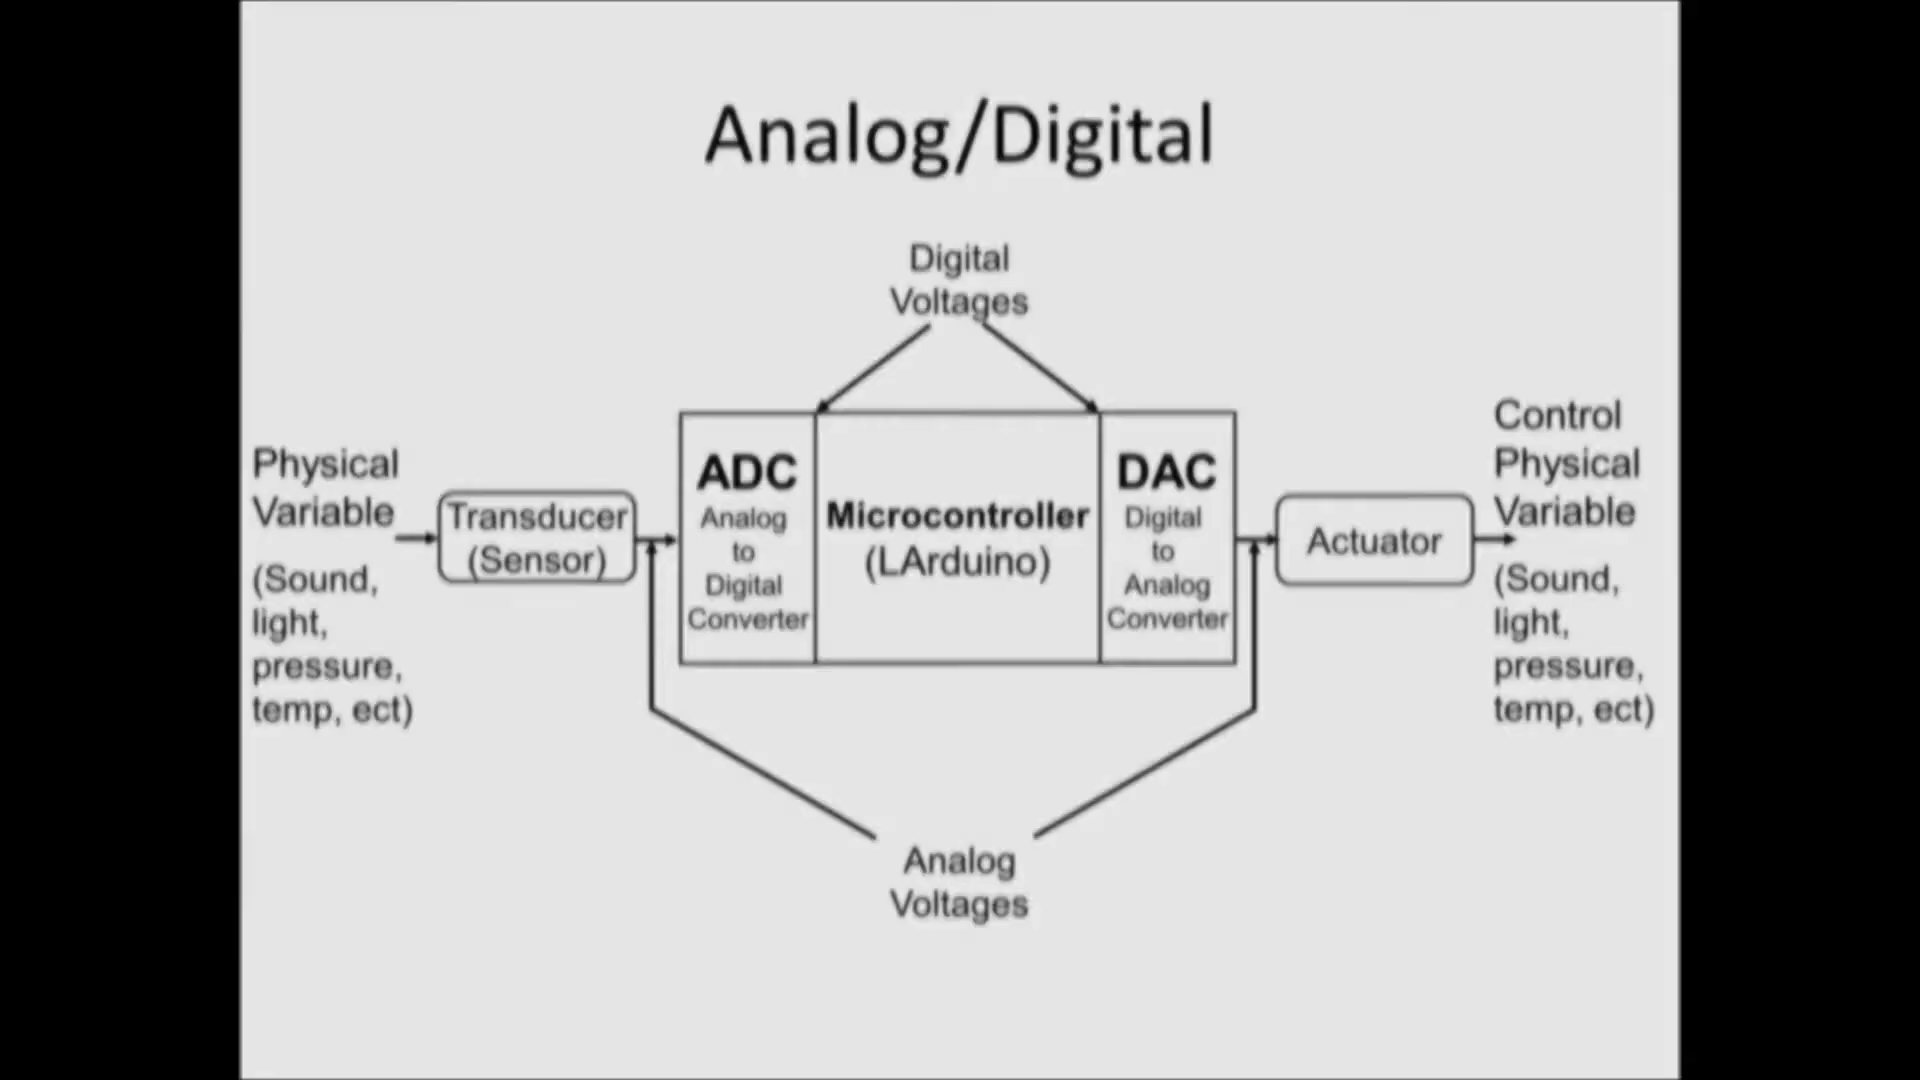 Analog/Digital
Digital
Voltages
Physical
Variable
(Sound,
light,
pressure,
temp, ect)
Transducer
(Sensor)
ADC
Analog
to
Digital
Converter
Microcontroller
(LArduino)
DAC
Digital
to
Analog
Converter
Actuator
Control
Physical
Variable
(Sound,
light,
pressure,
temp, ect)
Analog
Voltages